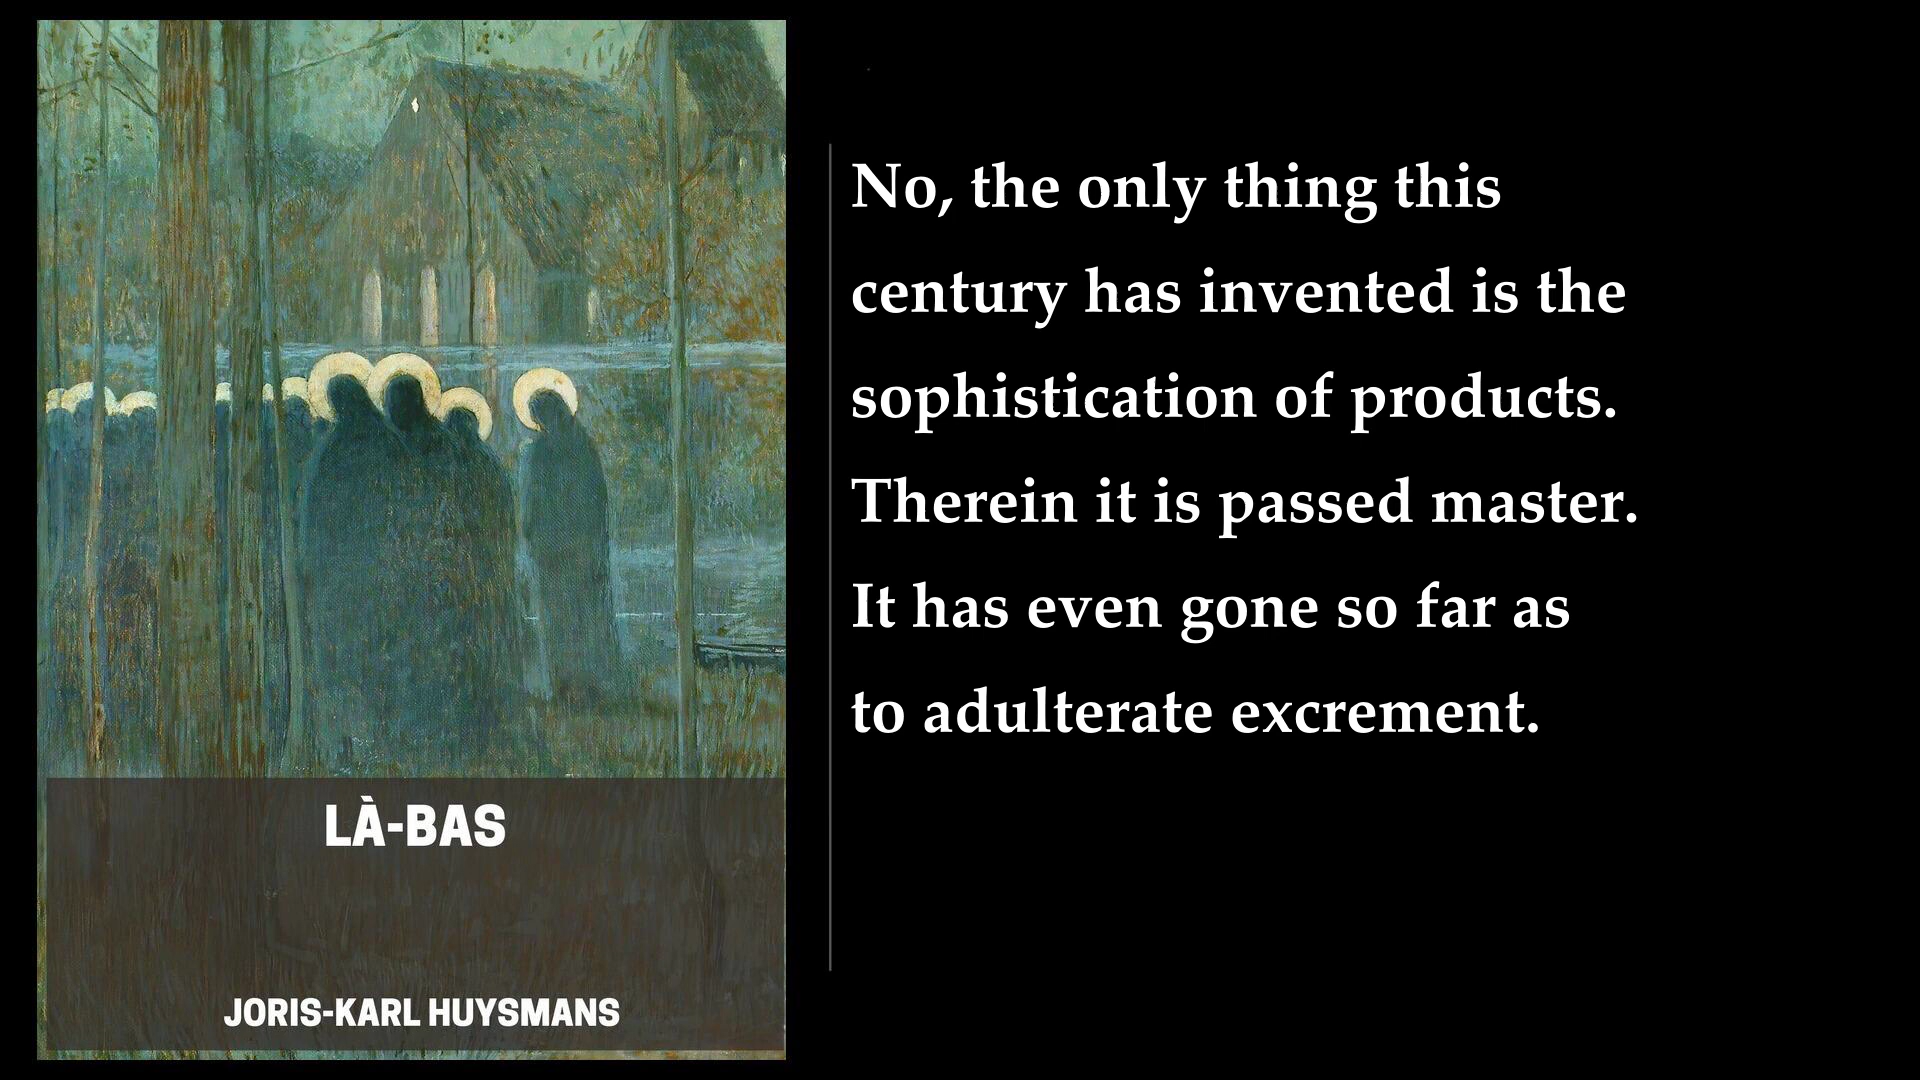 LÀ-BAS
JORIS-KARL HUYSMANS
No, the only thing this
century has invented is the
sophistication of products.
Therein it is passed master.
It has even gone so far as
to adulterate excrement.